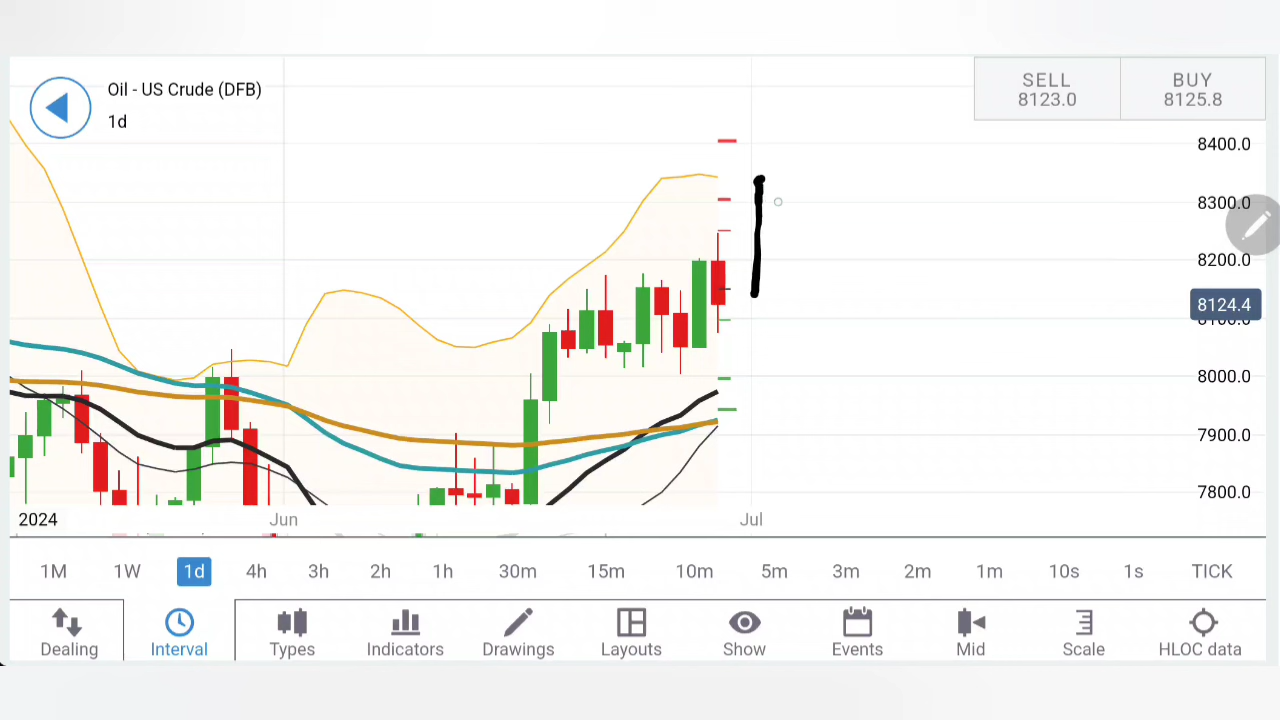 Oil - US Crude (DFB)
1d
SELL
8123.0
BUY
8125.8
8400.0
8300.0
8200.0
8124.4
8100.0
8000.0
7900.0
7800.0
2024
Jun
Jul
1M 1W 1d 4h 3h 2h 1h 30m 15m 10m 5m 3m 2m 1m 10s 1s TICK
Dealing Interval Types Indicators Drawings Layouts Show Events Mid Scale HLOC data